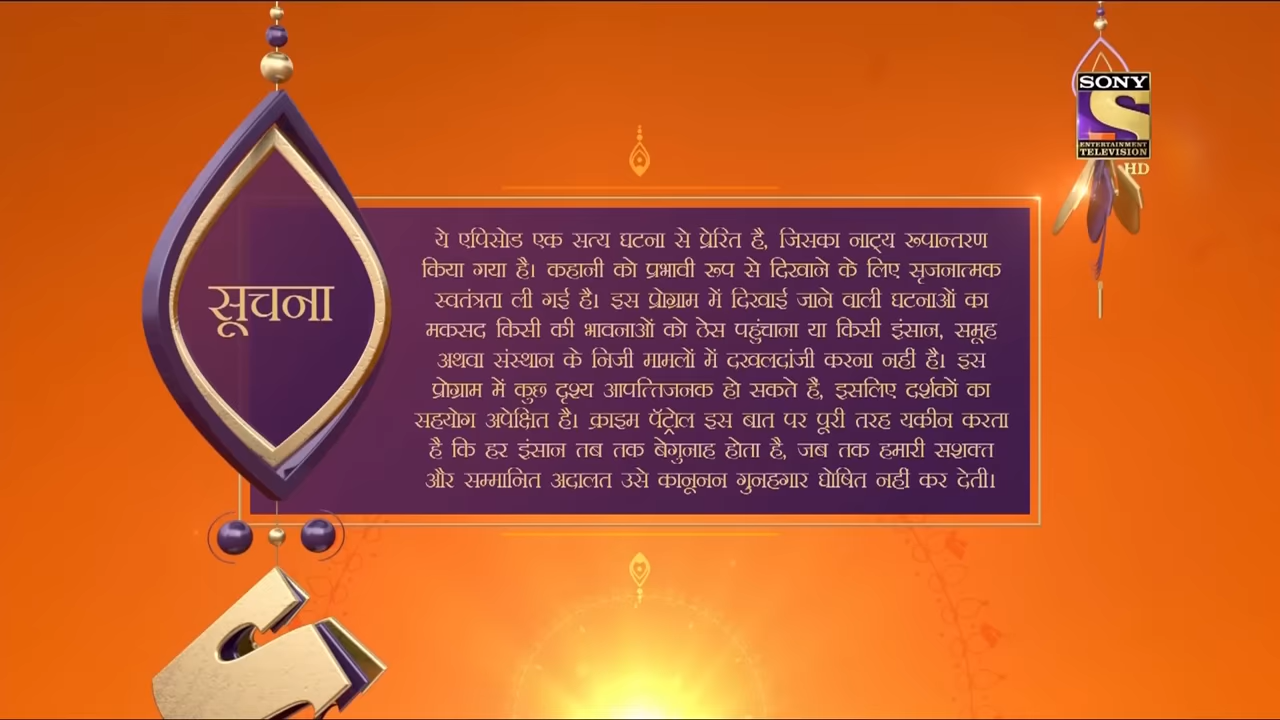 सूचना
ये एपिसोड एक सत्य घटना से प्रेरित है, जिसका नाट्य रूपान्तरण
किया गया है। कहानी को प्रभावी रूप से दिखाने के लिए सृजनात्मक
स्वतंत्रता ली गई है। इस प्रोग्राम में दिखाई जाने वाली घटनाओं का
मकसद किसी की भावनाओं को ठेस पहुंचाना या किसी इंसान, समूह
अथवा संस्थान के निजी मामलों में दखलदांजी करना नहीं है। इस
प्रोग्राम में कुछ दृश्य आपत्तिजनक हो सकते हैं, इसलिए दर्शकों का
सहयोग अपेक्षित है। क्राइम पॅट्रोल इस बात पर पूरी तरह यकीन करता
है कि हर इंसान तब तक बेगुनाह होता है, जब तक हमारी सशक्त
और सम्मानित अदालत उसे कानूनन गुनहगार घोषित नहीं कर देती।
SONY
ENTERTAINMENT
TELEVISION
HD